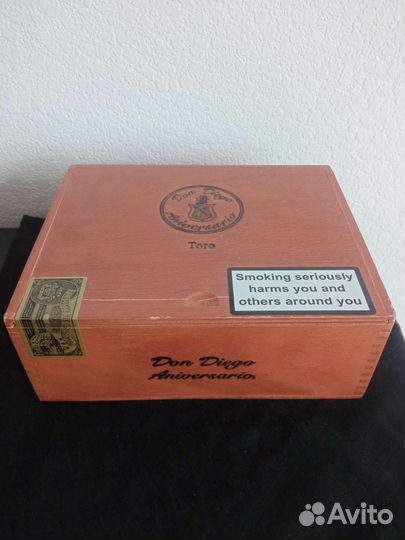 Don Diego
Aniversario
Toro
Smoking seriously
harms you and
others around you
Don Diego
Aniversario
Avito